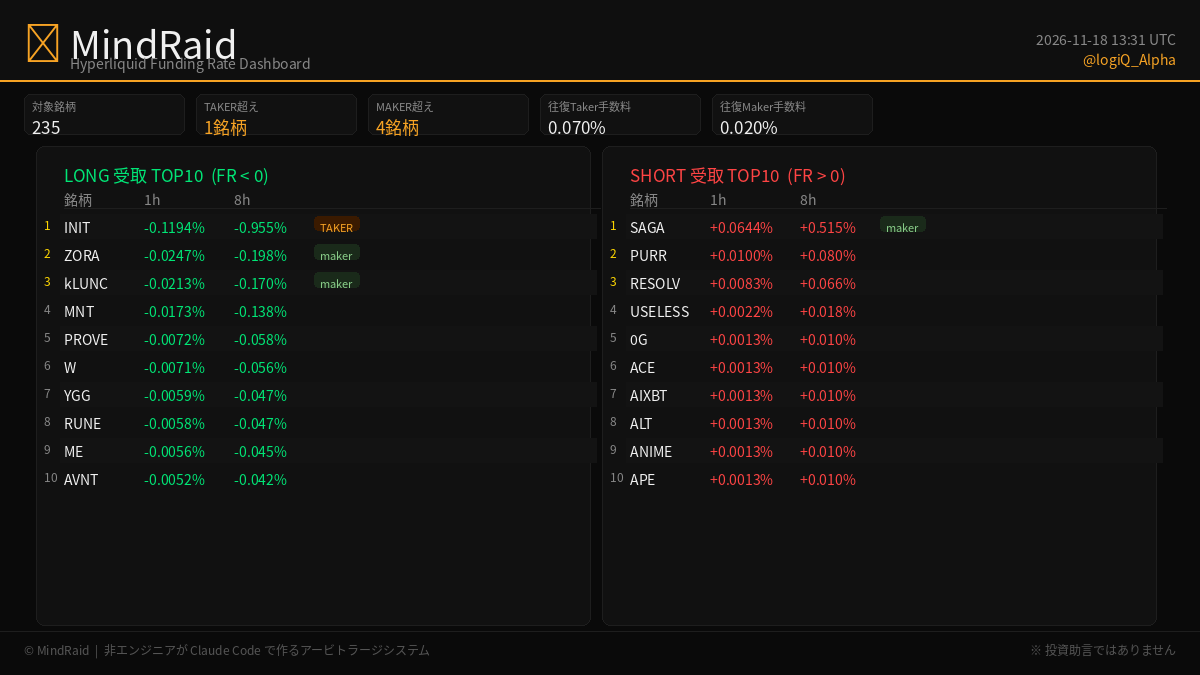 MindRaid
Hyperliquid Funding Rate Dashboard
2026-11-18 13:31 UTC
@logiQ_Alpha
対象銘柄
235
TAKER超え
1銘柄
MAKER超え
4銘柄
往復Taker手数料
0.070%
往復Maker手数料
0.020%
LONG 受取 TOP10 (FR < 0)
銘柄 1h 8h
1 INIT -0.1194% -0.955% TAKER
2 ZORA -0.0247% -0.198% maker
3 kLUNC -0.0213% -0.170% maker
4 MNT -0.0173% -0.138%
5 PROVE -0.0072% -0.058%
6 W -0.0071% -0.056%
7 YGG -0.0059% -0.047%
8 RUNE -0.0058% -0.047%
9 ME -0.0056% -0.045%
10 AVNT -0.0052% -0.042%
SHORT 受取 TOP10 (FR > 0)
銘柄 1h 8h
1 SAGA +0.0644% +0.515% maker
2 PURR +0.0100% +0.080%
3 RESOLV +0.0083% +0.066%
4 USELESS +0.0022% +0.018%
5 0G +0.0013% +0.010%
6 ACE +0.0013% +0.010%
7 AIXBT +0.0013% +0.010%
8 ALT +0.0013% +0.010%
9 ANIME +0.0013% +0.010%
10 APE +0.0013% +0.010%
© MindRaid | 非エンジニアが Claude Code で作るアービトラージシステム
※ 投資助言ではありません